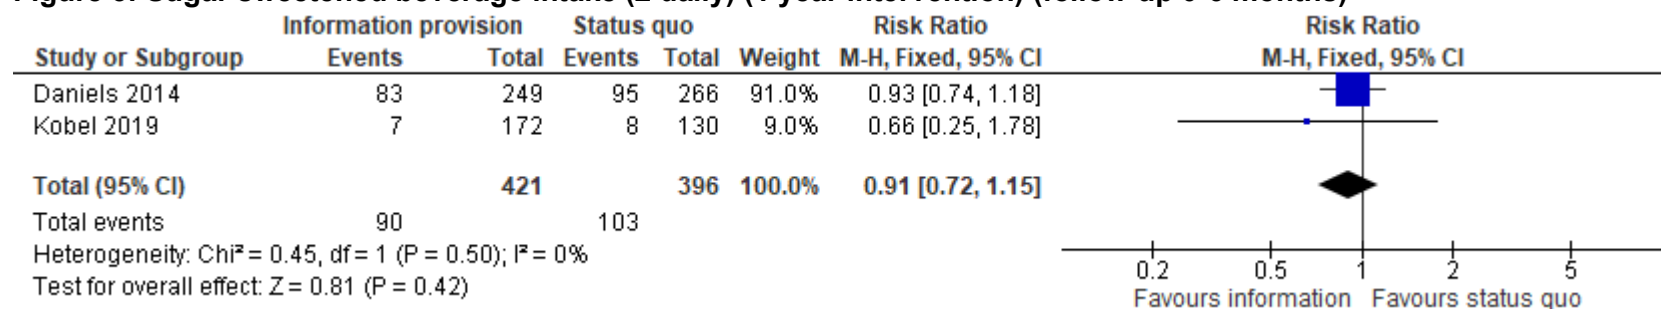 Information provision Status quo Risk Ratio Risk Ratio
Study or Subgroup Events Total Events Total Weight M-H, Fixed, 95% CI M-H, Fixed, 95% CI
Daniels 2014 83 249 95 266 91.0% 0.93 [0.74, 1.18]
Kobel 2019 7 172 8 130 9.0% 0.66 [0.25, 1.78]
Total (95% CI) 421 396 100.0% 0.91 [0.72, 1.15]
Total events 90 103
Heterogeneity: Chi² = 0.45, df = 1 (P = 0.50); I² = 0%
Test for overall effect: Z = 0.81 (P = 0.42)
0.2 0.5 1 2 5
Favours information Favours status quo